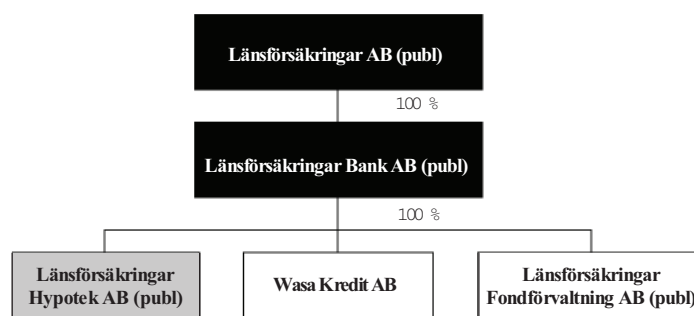 Länsförsäkringar AB (publ)
100 %
Länsförsäkringar Bank AB (publ)
100 %
Länsförsäkringar
Hypotek AB (publ)
Wasa Kredit AB
Länsförsäkringar
Fondförvaltning AB (publ)